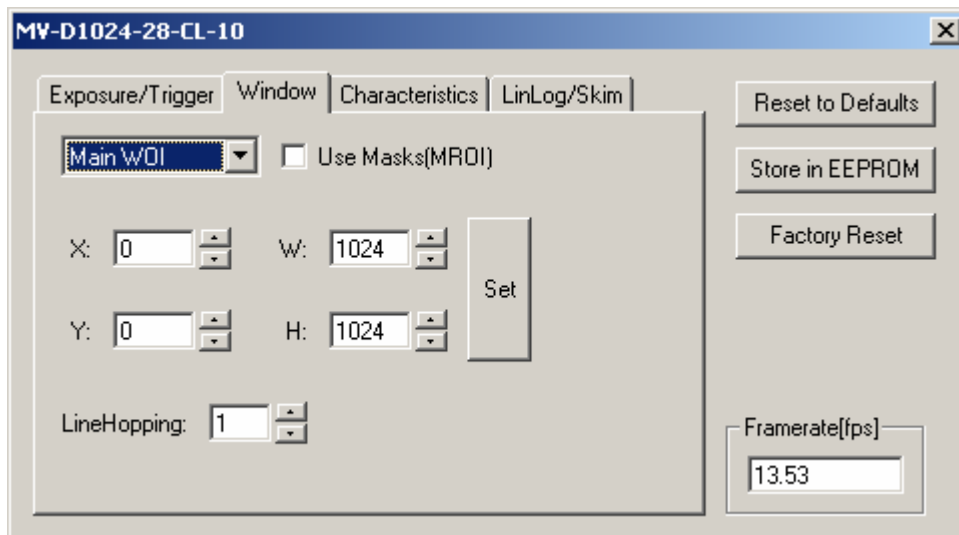 MV-D1024-28-CL-10
Exposure/Trigger Window Characteristics LinLog/Skim
Main WOI Use Masks(MROI)
X: 0 W: 1024
Y: 0 H: 1024
Set
LineHopping: 1
Reset to Defaults
Store in EEPROM
Factory Reset
Framerate[fps]
13.53